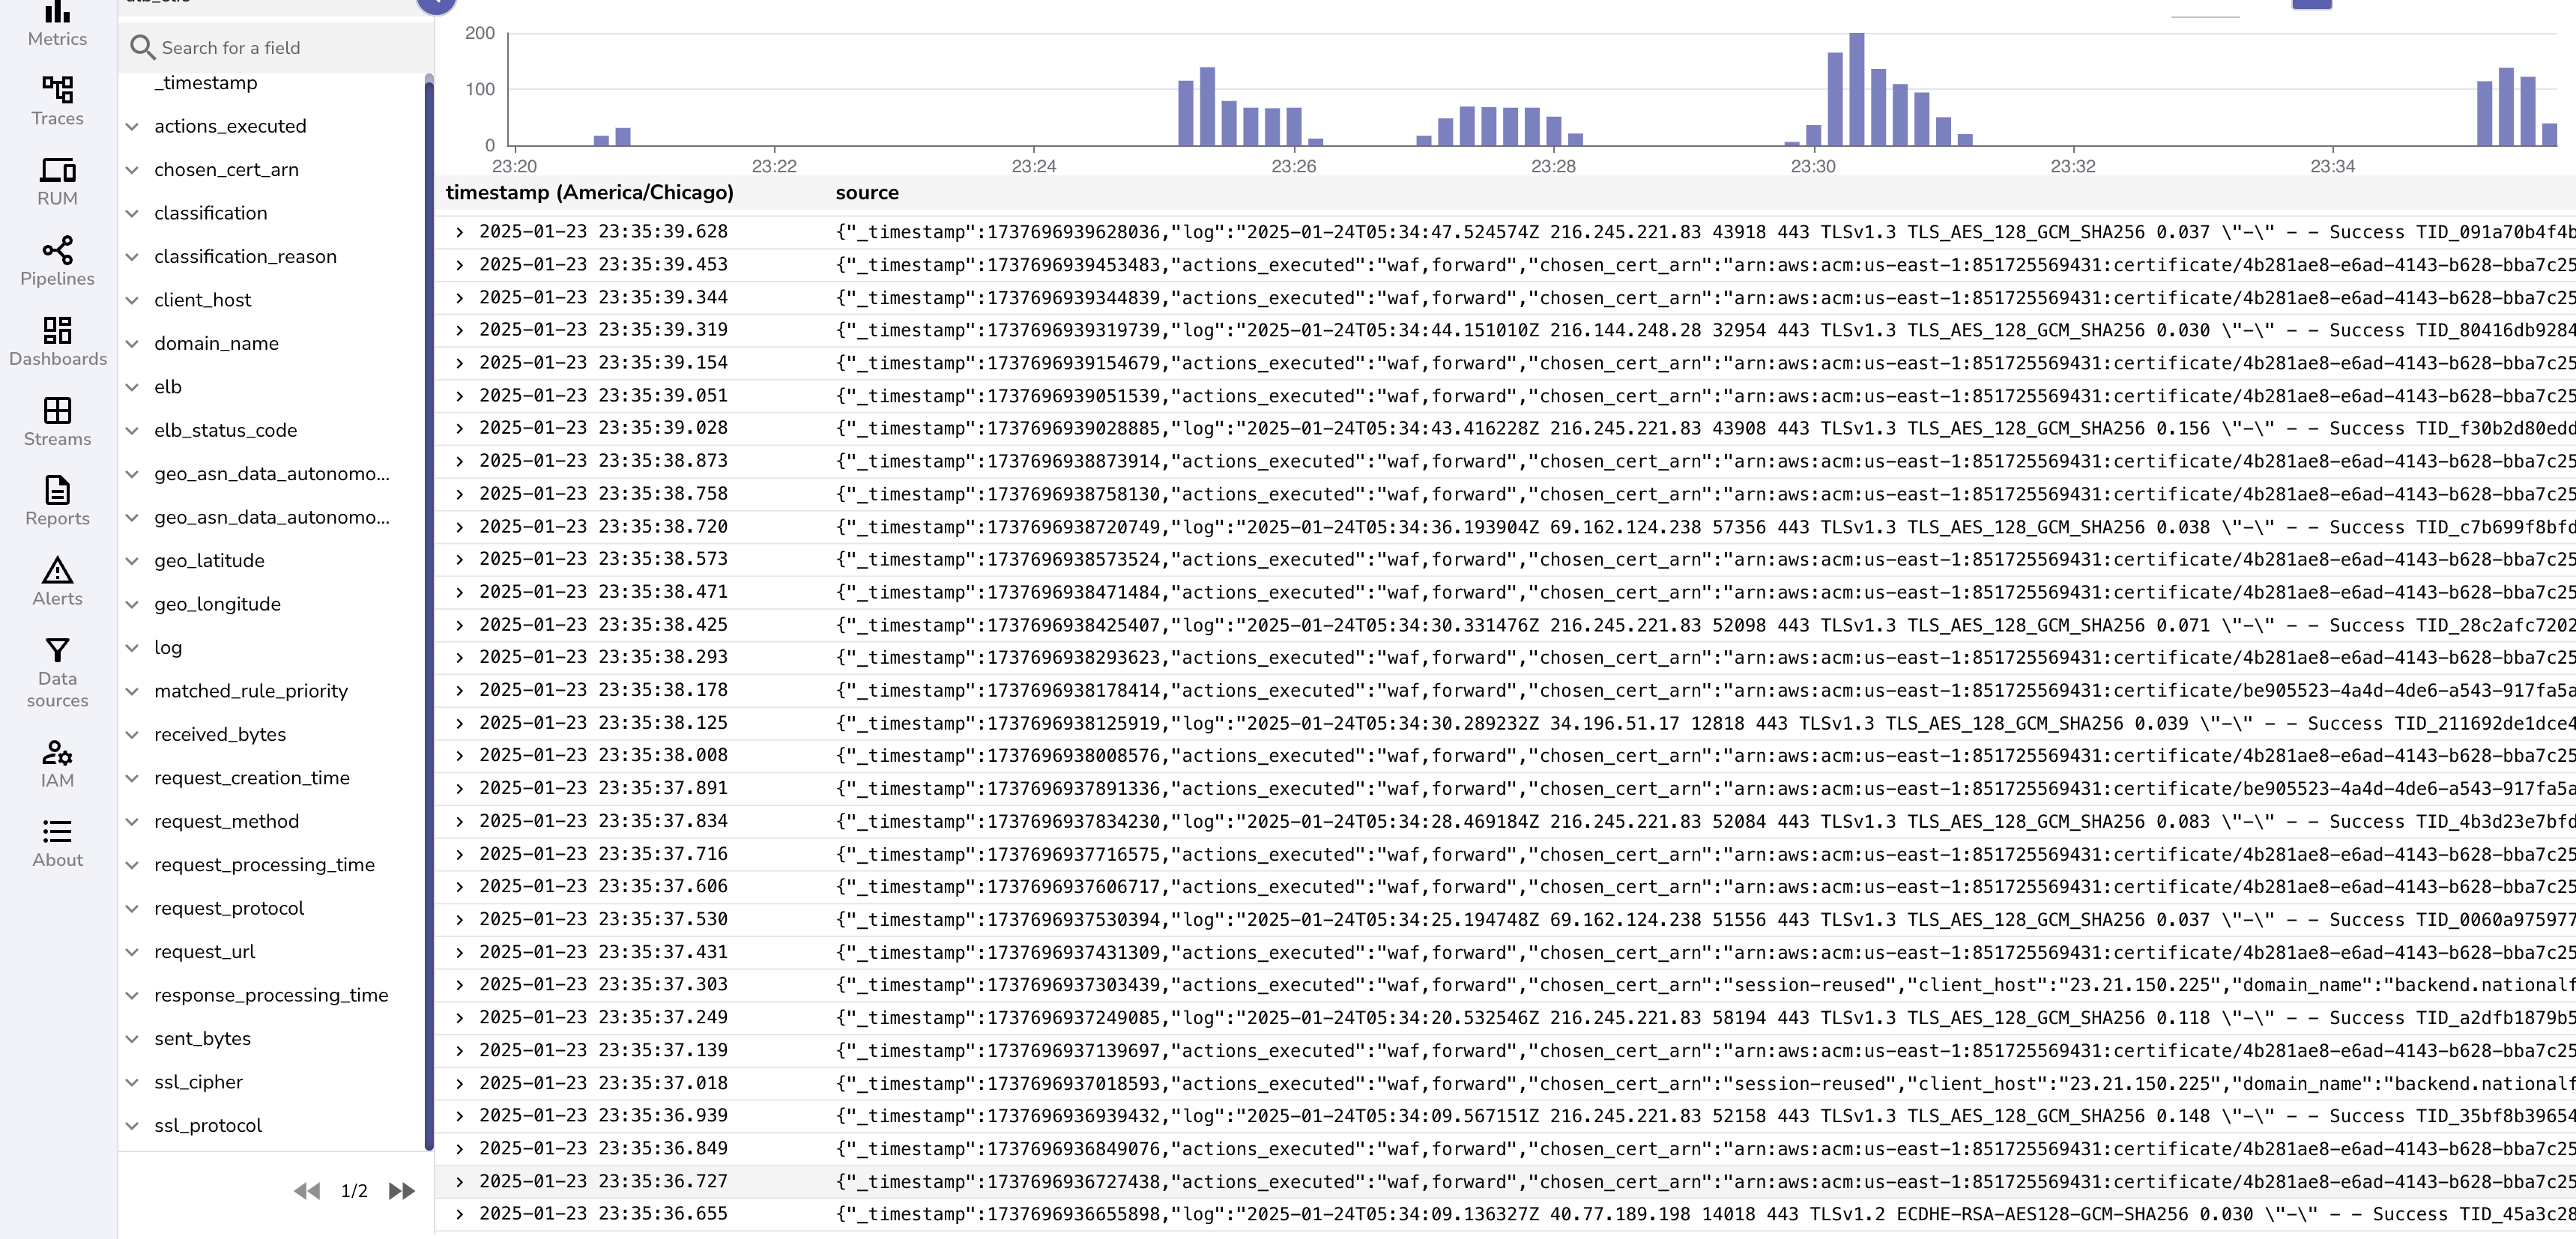 Metrics
Traces
RUM
Pipelines
Dashboards
Streams
Reports
Alerts
Data
sources
IAM
About
Search for a field
_timestamp
actions_executed
chosen_cert_arn
classification
classification_reason
client_host
domain_name
elb
elb_status_code
geo_asn_data_autonomo...
geo_asn_data_autonomo...
geo_latitude
geo_longitude
log
matched_rule_priority
received_bytes
request_creation_time
request_method
request_processing_time
request_protocol
request_url
response_processing_time
sent_bytes
ssl_cipher
ssl_protocol
1/2
200
100
0
23:20 23:22 23:24 23:26 23:28 23:30 23:32 23:34
timestamp (America/Chicago) source
2025-01-23 23:35:39.628 {"_timestamp":1737696939628036,"log":"2025-01-24T05:34:47.524574Z 216.245.221.83 43918 443 TLSv1.3 TLS_AES_128_GCM_SHA256 0.037 \"-\" - - Success TID_091a70b4f4b
2025-01-23 23:35:39.453 {"_timestamp":1737696939453483,"actions_executed":"waf,forward","chosen_cert_arn":"arn:aws:acm:us-east-1:851725569431:certificate/4b281ae8-e6ad-4143-b628-bba7c25
2025-01-23 23:35:39.344 {"_timestamp":1737696939344839,"actions_executed":"waf,forward","chosen_cert_arn":"arn:aws:acm:us-east-1:851725569431:certificate/4b281ae8-e6ad-4143-b628-bba7c25
2025-01-23 23:35:39.319 {"_timestamp":1737696939319739,"log":"2025-01-24T05:34:44.151010Z 216.144.248.28 32954 443 TLSv1.3 TLS_AES_128_GCM_SHA256 0.030 \"-\" - - Success TID_80416db9284
2025-01-23 23:35:39.154 {"_timestamp":1737696939154679,"actions_executed":"waf,forward","chosen_cert_arn":"arn:aws:acm:us-east-1:851725569431:certificate/4b281ae8-e6ad-4143-b628-bba7c25
2025-01-23 23:35:39.051 {"_timestamp":1737696939051539,"actions_executed":"waf,forward","chosen_cert_arn":"arn:aws:acm:us-east-1:851725569431:certificate/4b281ae8-e6ad-4143-b628-bba7c25
2025-01-23 23:35:39.028 {"_timestamp":1737696939028885,"log":"2025-01-24T05:34:43.416228Z 216.245.221.83 43908 443 TLSv1.3 TLS_AES_128_GCM_SHA256 0.156 \"-\" - - Success TID_f30b2d80edd
2025-01-23 23:35:38.873 {"_timestamp":1737696938873914,"actions_executed":"waf,forward","chosen_cert_arn":"arn:aws:acm:us-east-1:851725569431:certificate/4b281ae8-e6ad-4143-b628-bba7c25
2025-01-23 23:35:38.758 {"_timestamp":1737696938758130,"actions_executed":"waf,forward","chosen_cert_arn":"arn:aws:acm:us-east-1:851725569431:certificate/4b281ae8-e6ad-4143-b628-bba7c25
2025-01-23 23:35:38.720 {"_timestamp":1737696938720749,"log":"2025-01-24T05:34:36.193904Z 69.162.124.238 57356 443 TLSv1.3 TLS_AES_128_GCM_SHA256 0.038 \"-\" - - Success TID_c7b699f8bfd
2025-01-23 23:35:38.573 {"_timestamp":1737696938573524,"actions_executed":"waf,forward","chosen_cert_arn":"arn:aws:acm:us-east-1:851725569431:certificate/4b281ae8-e6ad-4143-b628-bba7c25
2025-01-23 23:35:38.471 {"_timestamp":1737696938471484,"actions_executed":"waf,forward","chosen_cert_arn":"arn:aws:acm:us-east-1:851725569431:certificate/4b281ae8-e6ad-4143-b628-bba7c25
2025-01-23 23:35:38.425 {"_timestamp":1737696938425407,"log":"2025-01-24T05:34:30.331476Z 216.245.221.83 52098 443 TLSv1.3 TLS_AES_128_GCM_SHA256 0.071 \"-\" - - Success TID_28c2afc7202
2025-01-23 23:35:38.293 {"_timestamp":1737696938293623,"actions_executed":"waf,forward","chosen_cert_arn":"arn:aws:acm:us-east-1:851725569431:certificate/4b281ae8-e6ad-4143-b628-bba7c25
2025-01-23 23:35:38.178 {"_timestamp":1737696938178414,"actions_executed":"waf,forward","chosen_cert_arn":"arn:aws:acm:us-east-1:851725569431:certificate/be905523-4a4d-4de6-a543-917fa5a
2025-01-23 23:35:38.125 {"_timestamp":1737696938125919,"log":"2025-01-24T05:34:30.289232Z 34.196.51.17 12818 443 TLSv1.3 TLS_AES_128_GCM_SHA256 0.039 \"-\" - - Success TID_211692de1dce4
2025-01-23 23:35:38.008 {"_timestamp":1737696938008576,"actions_executed":"waf,forward","chosen_cert_arn":"arn:aws:acm:us-east-1:851725569431:certificate/4b281ae8-e6ad-4143-b628-bba7c25
2025-01-23 23:35:37.891 {"_timestamp":1737696937891336,"actions_executed":"waf,forward","chosen_cert_arn":"arn:aws:acm:us-east-1:851725569431:certificate/be905523-4a4d-4de6-a543-917fa5a
2025-01-23 23:35:37.834 {"_timestamp":1737696937834230,"log":"2025-01-24T05:34:28.469184Z 216.245.221.83 52084 443 TLSv1.3 TLS_AES_128_GCM_SHA256 0.083 \"-\" - - Success TID_4b3d23e7bfd
2025-01-23 23:35:37.716 {"_timestamp":1737696937716575,"actions_executed":"waf,forward","chosen_cert_arn":"arn:aws:acm:us-east-1:851725569431:certificate/4b281ae8-e6ad-4143-b628-bba7c25
2025-01-23 23:35:37.606 {"_timestamp":1737696937606717,"actions_executed":"waf,forward","chosen_cert_arn":"arn:aws:acm:us-east-1:851725569431:certificate/4b281ae8-e6ad-4143-b628-bba7c25
2025-01-23 23:35:37.530 {"_timestamp":1737696937530394,"log":"2025-01-24T05:34:25.194748Z 69.162.124.238 51556 443 TLSv1.3 TLS_AES_128_GCM_SHA256 0.037 \"-\" - - Success TID_0060a975977
2025-01-23 23:35:37.431 {"_timestamp":1737696937431309,"actions_executed":"waf,forward","chosen_cert_arn":"arn:aws:acm:us-east-1:851725569431:certificate/4b281ae8-e6ad-4143-b628-bba7c25
2025-01-23 23:35:37.303 {"_timestamp":1737696937303439,"actions_executed":"waf,forward","chosen_cert_arn":"session-reused","client_host":"23.21.150.225","domain_name":"backend.nationalf
2025-01-23 23:35:37.249 {"_timestamp":1737696937249085,"log":"2025-01-24T05:34:20.532546Z 216.245.221.83 58194 443 TLSv1.3 TLS_AES_128_GCM_SHA256 0.118 \"-\" - - Success TID_a2dfb1879b5
2025-01-23 23:35:37.139 {"_timestamp":1737696937139697,"actions_executed":"waf,forward","chosen_cert_arn":"arn:aws:acm:us-east-1:851725569431:certificate/4b281ae8-e6ad-4143-b628-bba7c25
2025-01-23 23:35:37.018 {"_timestamp":1737696937018593,"actions_executed":"waf,forward","chosen_cert_arn":"session-reused","client_host":"23.21.150.225","domain_name":"backend.nationalf
2025-01-23 23:35:36.939 {"_timestamp":1737696936939432,"log":"2025-01-24T05:34:09.567151Z 216.245.221.83 52158 443 TLSv1.3 TLS_AES_128_GCM_SHA256 0.148 \"-\" - - Success TID_35bf8b39654
2025-01-23 23:35:36.849 {"_timestamp":1737696936849076,"actions_executed":"waf,forward","chosen_cert_arn":"arn:aws:acm:us-east-1:851725569431:certificate/4b281ae8-e6ad-4143-b628-bba7c25
2025-01-23 23:35:36.727 {"_timestamp":1737696936727438,"actions_executed":"waf,forward","chosen_cert_arn":"arn:aws:acm:us-east-1:851725569431:certificate/4b281ae8-e6ad-4143-b628-bba7c25
2025-01-23 23:35:36.655 {"_timestamp":1737696936655898,"log":"2025-01-24T05:34:09.136327Z 40.77.189.198 14018 443 TLSv1.2 ECDHE-RSA-AES128-GCM-SHA256 0.030 \"-\" - - Success TID_45a3c28